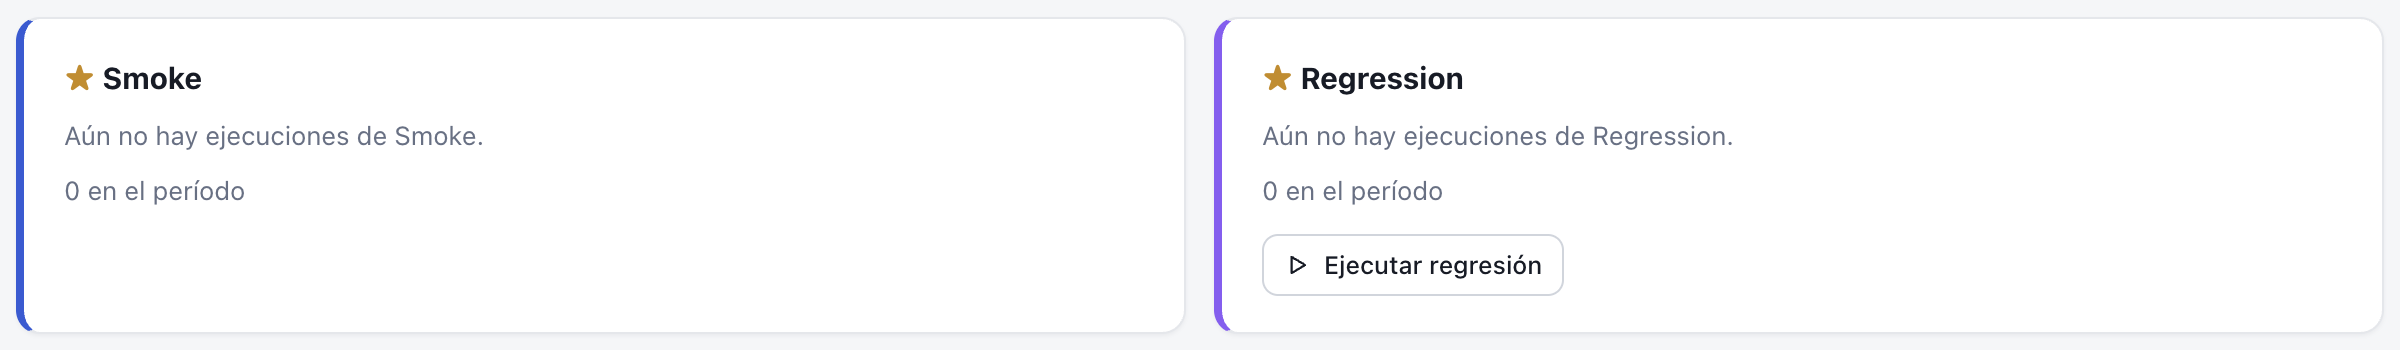 Smoke
Aún no hay ejecuciones de Smoke.
0 en el período
Regression
Aún no hay ejecuciones de Regression.
0 en el período
Ejecutar regresión